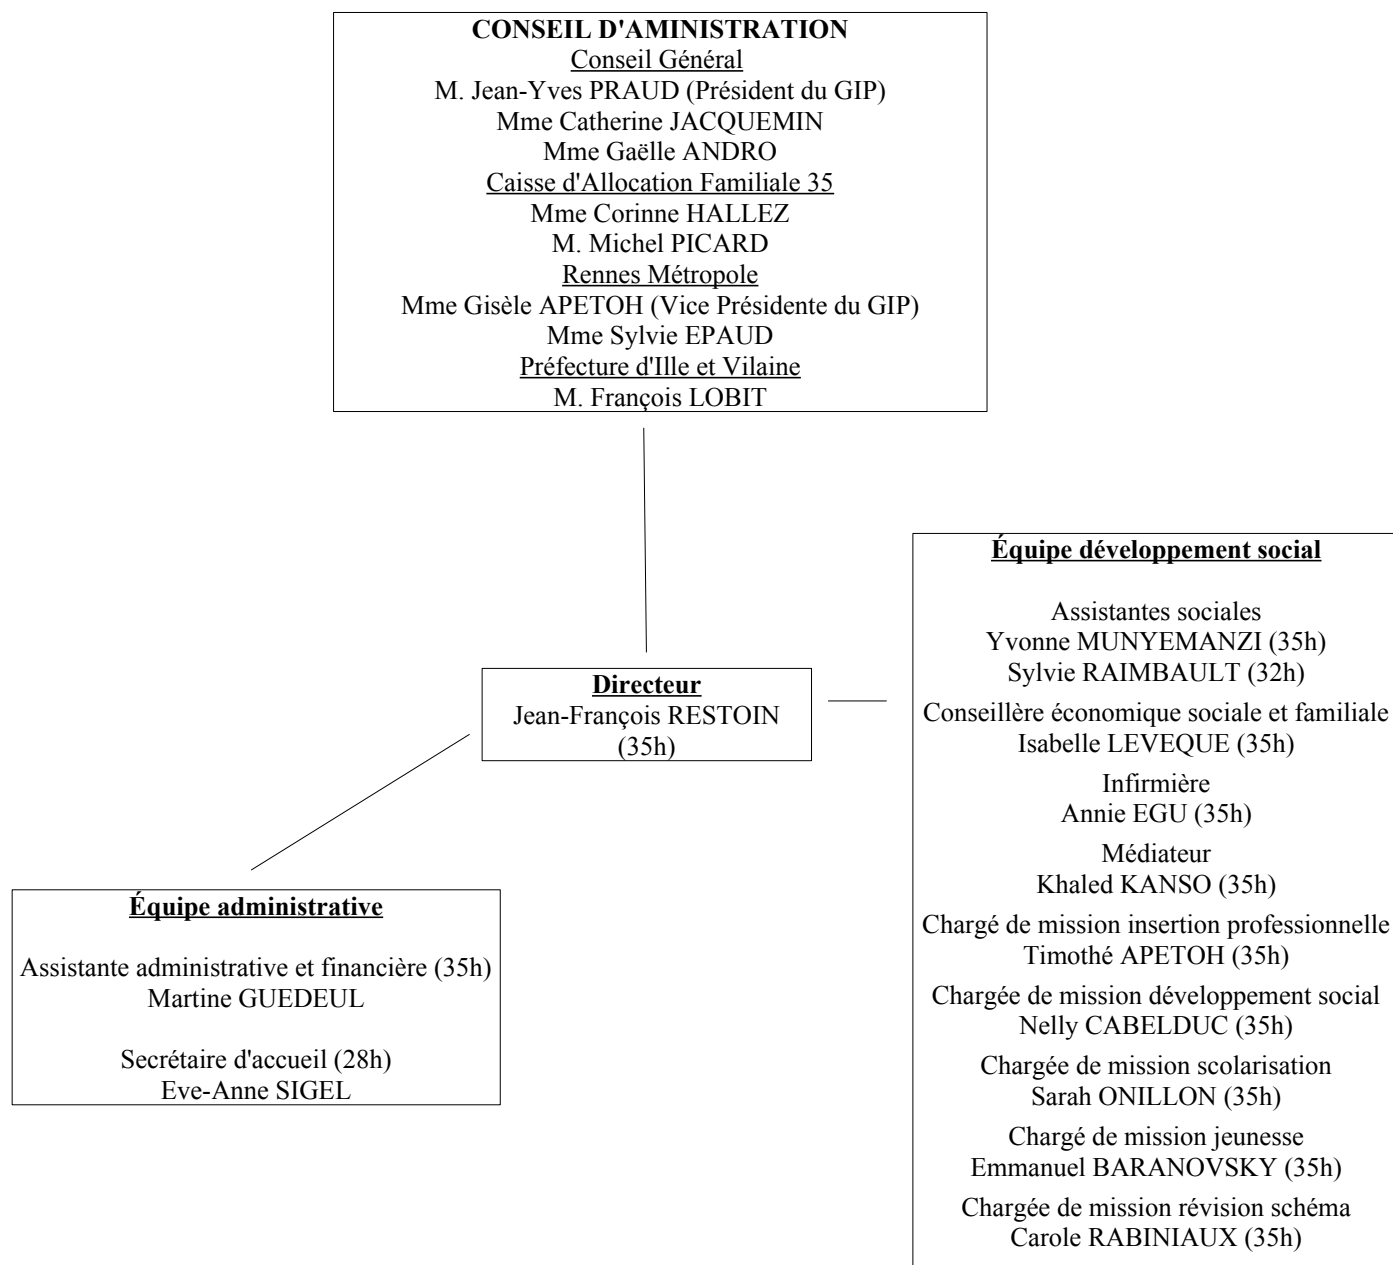 CONSEIL D'AMINISTRATION
Conseil Général
M. Jean-Yves PRAUD (Président du GIP)
Mme Catherine JACQUEMIN
Mme Gaëlle ANDRO
Caisse d'Allocation Familiale 35
Mme Corinne HALLEZ
M. Michel PICARD
Rennes Métropole
Mme Gisèle APETOH (Vice Présidente du GIP)
Mme Sylvie EPAUD
Préfecture d'Ille et Vilaine
M. François LOBIT
Directeur
Jean-François RESTOIN
(35h)
Équipe administrative
Assistante administrative et financière (35h)
Martine GUEDEUL
Secrétaire d'accueil (28h)
Eve-Anne SIGEL
Équipe développement social
Assistantes sociales
Yvonne MUNYEMANZI (35h)
Sylvie RAIMBAULT (32h)
Conseillère économique sociale et familiale
Isabelle LEVEQUE (35h)
Infirmière
Annie EGU (35h)
Médiateur
Khaled KANSO (35h)
Chargé de mission insertion professionnelle
Timothé APETOH (35h)
Chargée de mission développement social
Nelly CABELDUC (35h)
Chargée de mission scolarisation
Sarah ONILLON (35h)
Chargé de mission jeunesse
Emmanuel BARANOVSKY (35h)
Chargée de mission révision schéma
Carole RABINIAUX (35h)